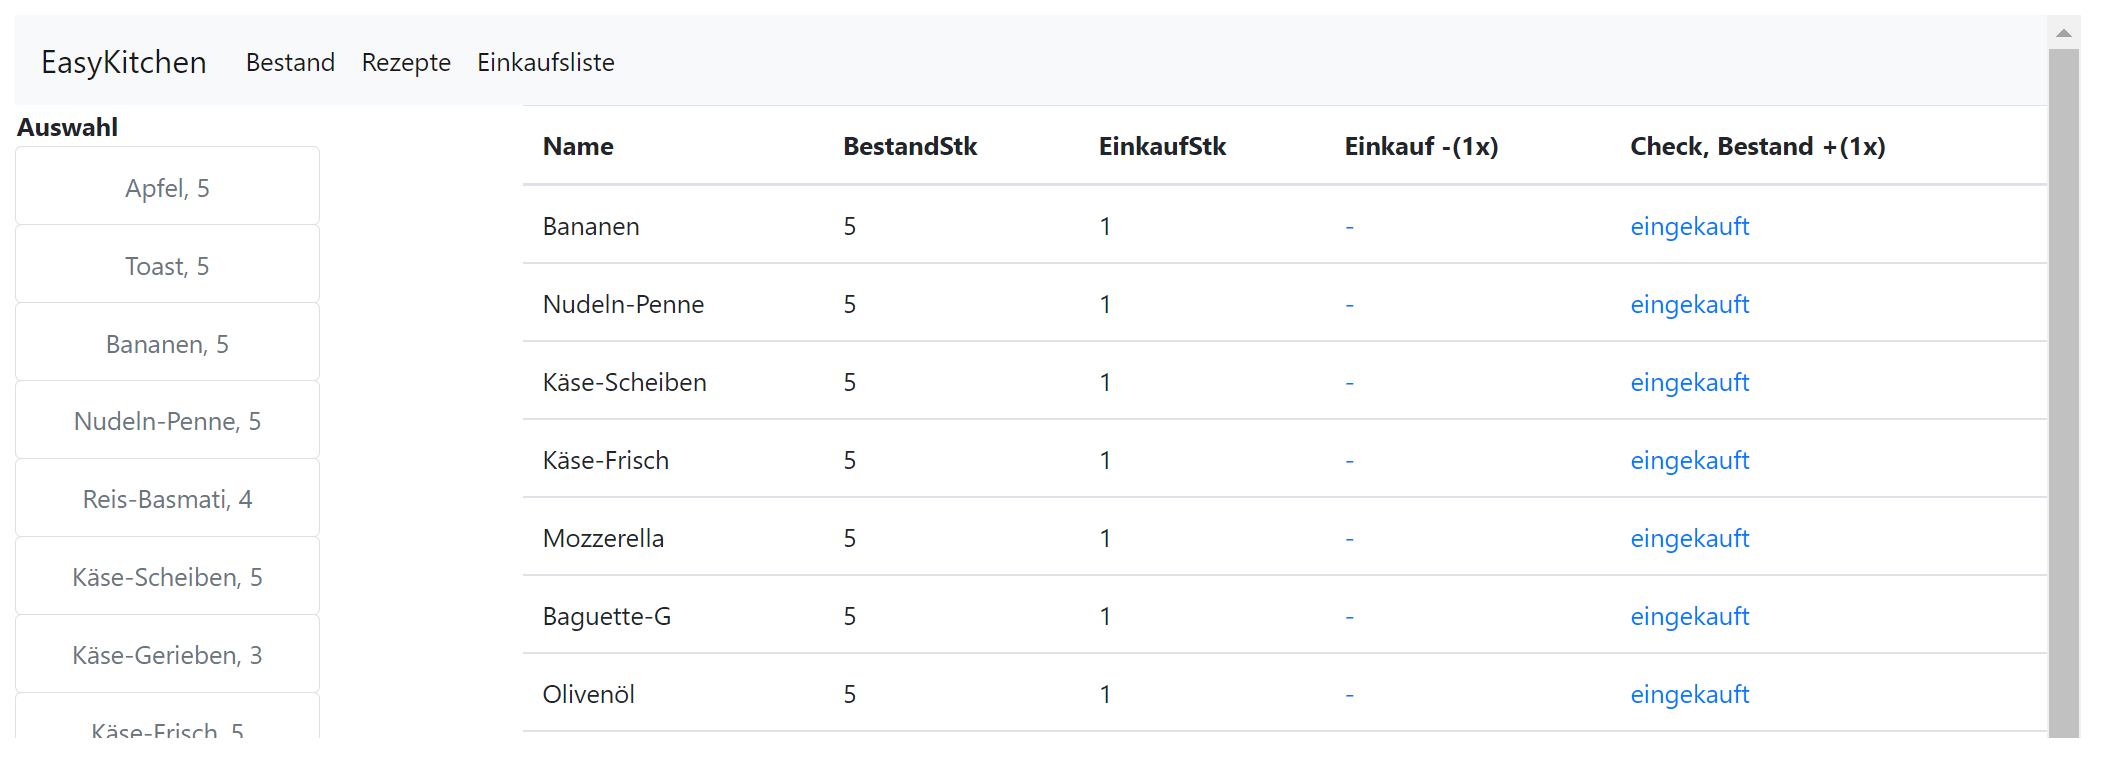 EasyKitchen Bestand Rezepte Einkaufsliste
Auswahl
Apfel, 5
Toast, 5
Bananen, 5
Nudeln-Penne, 5
Reis-Basmati, 4
Käse-Scheiben, 5
Käse-Gerieben, 3
Käse-Frisch, 5
Name BestandStk EinkaufStk Einkauf -(1x) Check, Bestand +(1x)
Bananen 5 1 - eingekauft
Nudeln-Penne 5 1 - eingekauft
Käse-Scheiben 5 1 - eingekauft
Käse-Frisch 5 1 - eingekauft
Mozzerella 5 1 - eingekauft
Baguette-G 5 1 - eingekauft
Olivenöl 5 1 - eingekauft